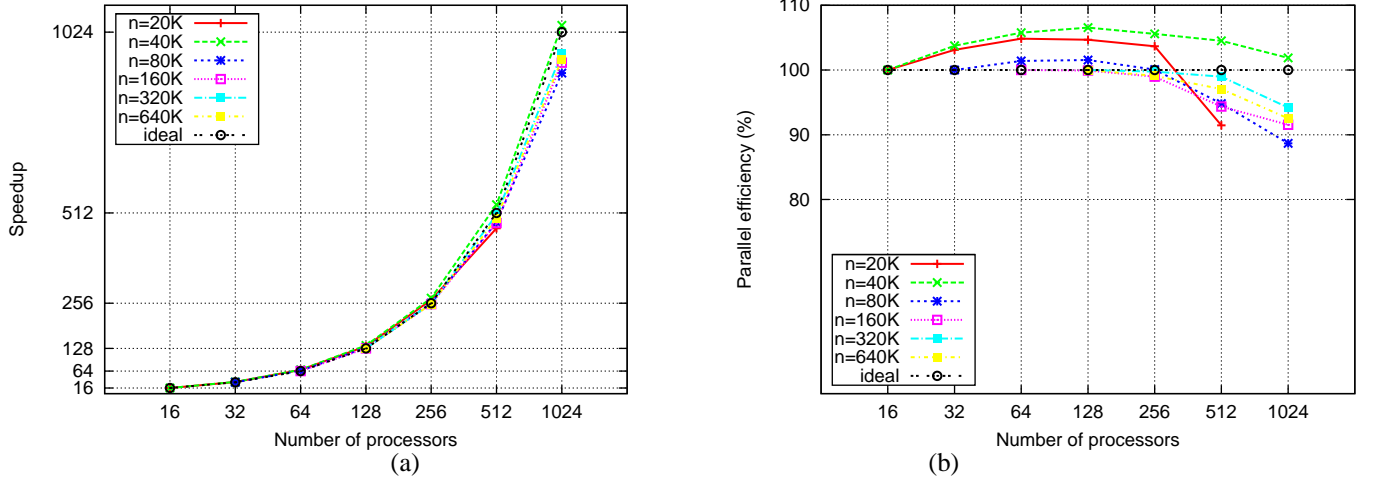 Speedup
1024
512
256
128
64
16
n=20K
n=40K
n=80K
n=160K
n=320K
n=640K
ideal
16 32 64 128 256 512 1024
Number of processors
(a)
Parallel efficiency (%)
110
100
90
80
n=20K
n=40K
n=80K
n=160K
n=320K
n=640K
ideal
16 32 64 128 256 512 1024
Number of processors
(b)